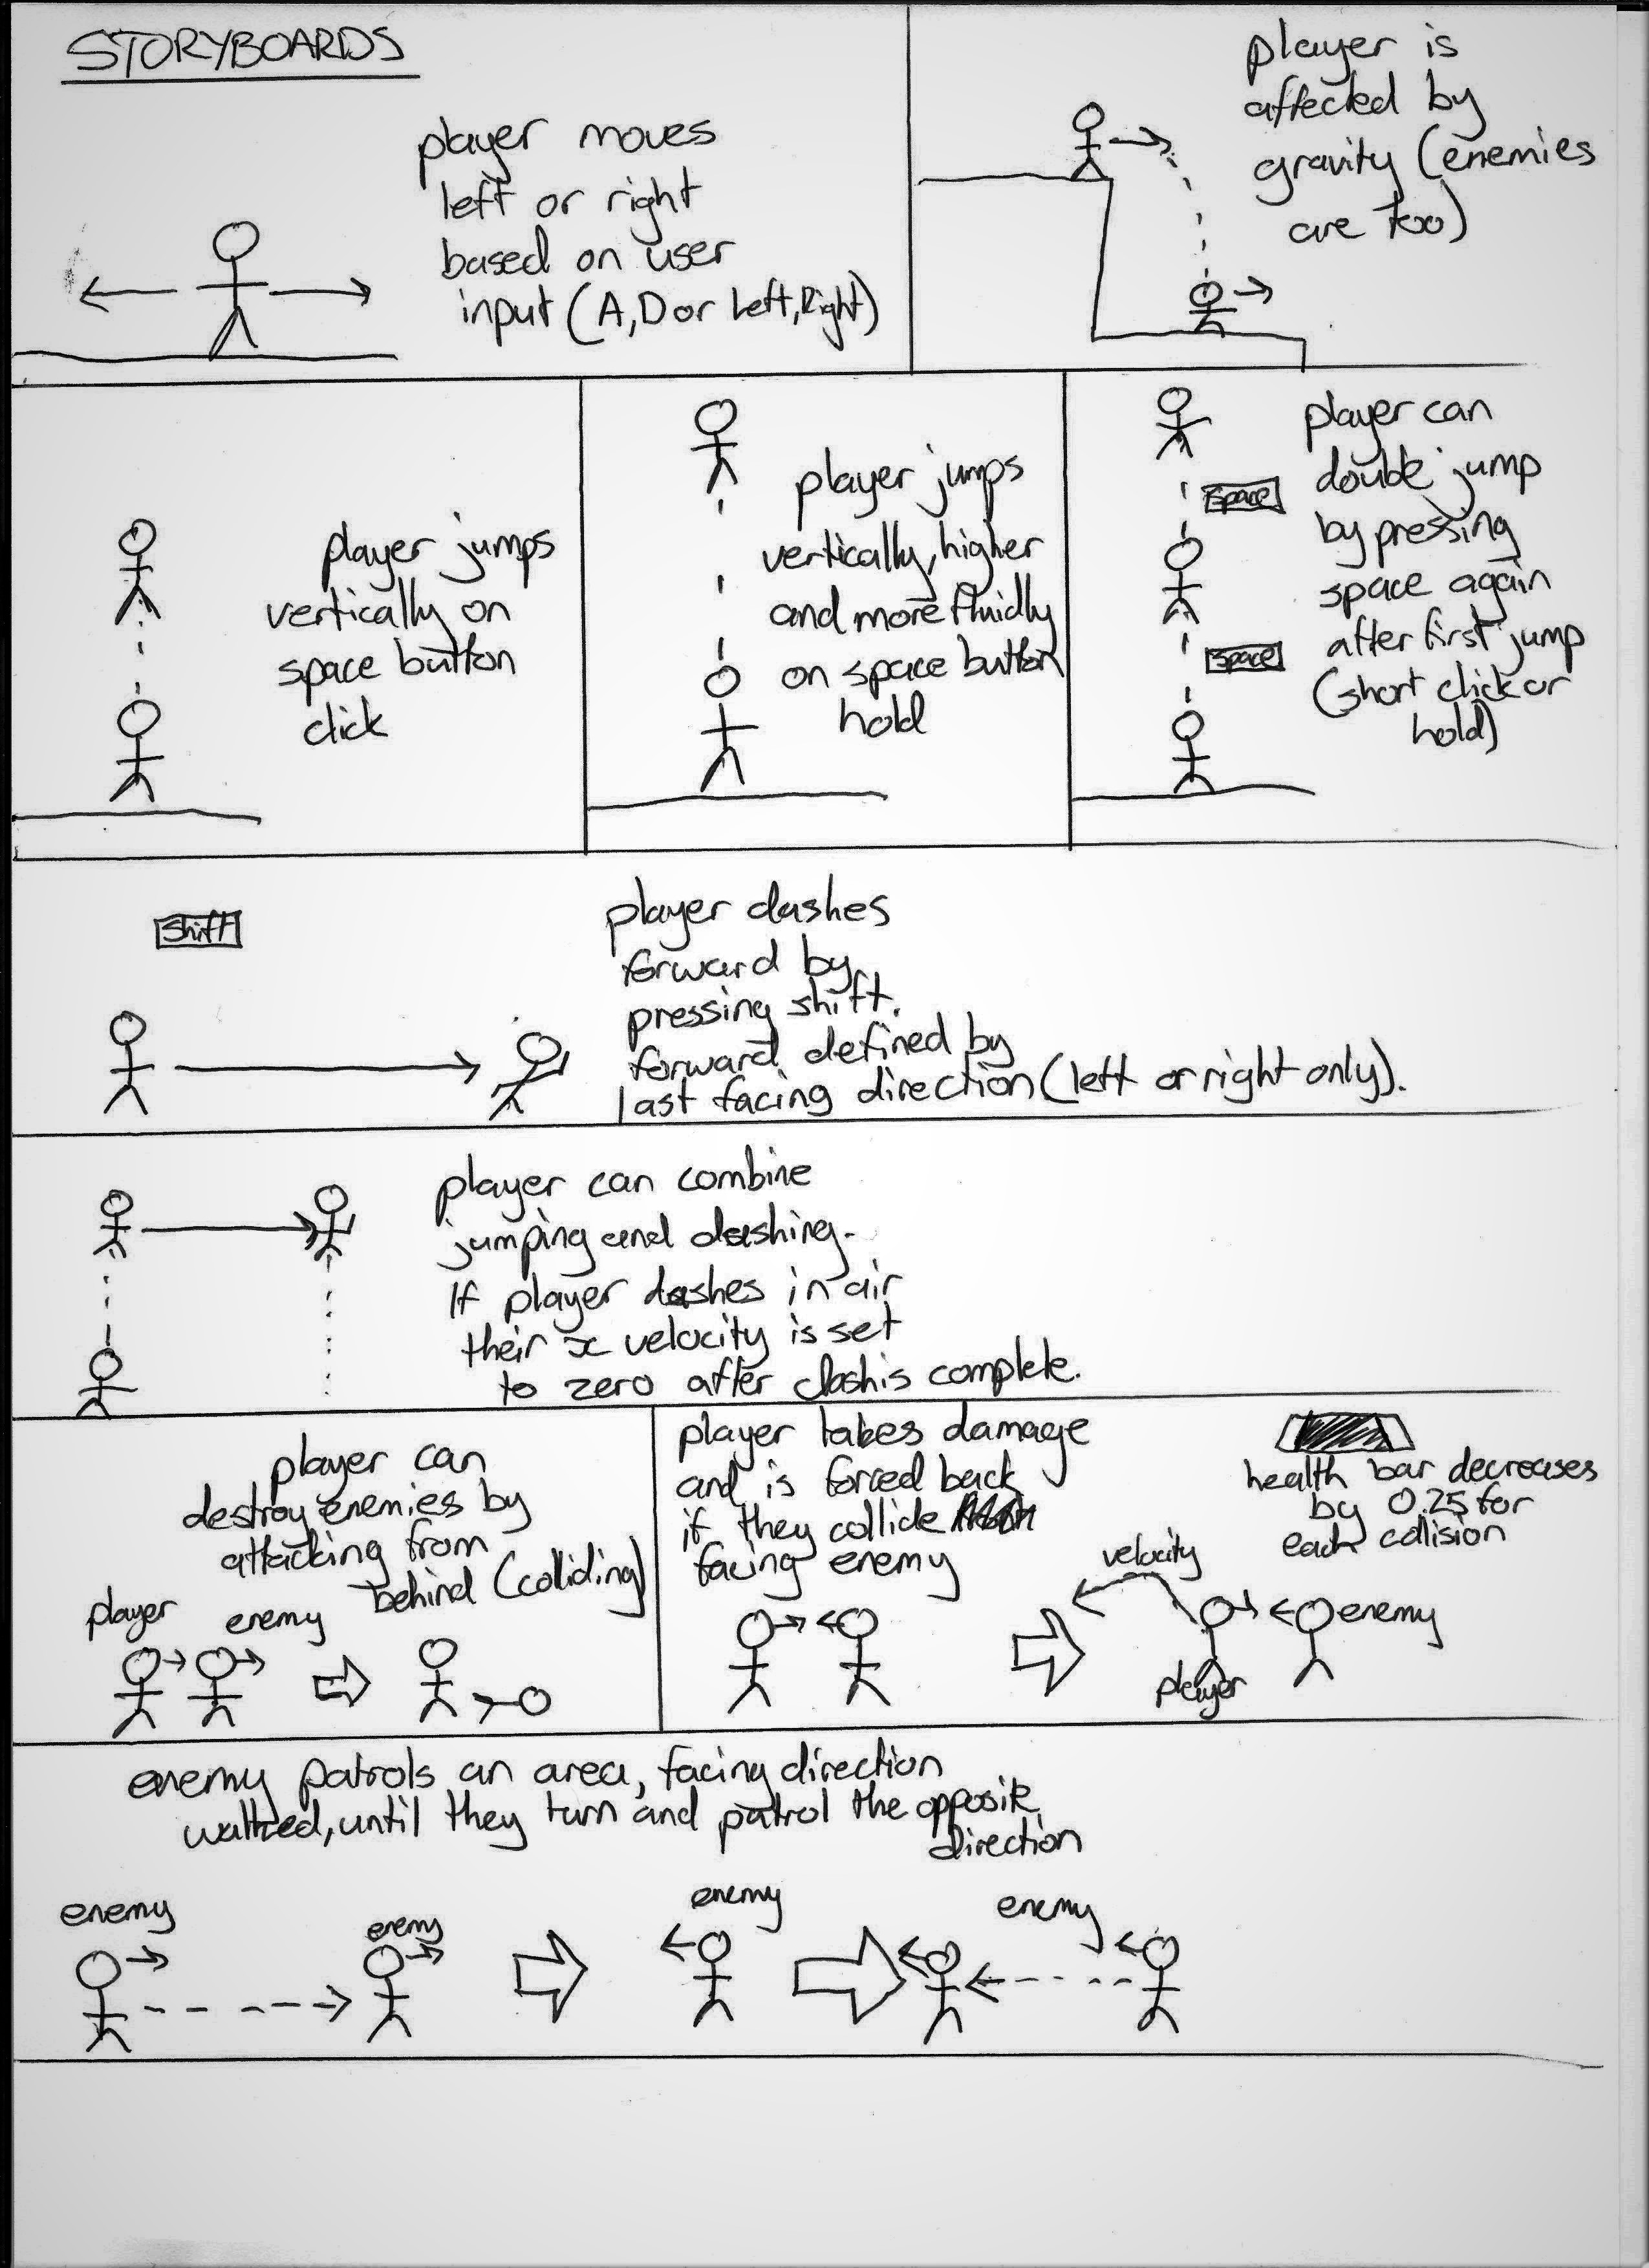 STORYBOARDS
player moves
left or right
based on user
input (A, D or Left, Right)
player is
affected by
gravity (enemies
are too)
player jumps
vertically on
space button
click
player jumps
vertically, higher
and more fluidly
on space button
hold
player can
double jump
by pressing
space again
after first jump
(short click or
hold)
space
space
shift
player dashes
forward by
pressing shift.
forward defined by
last facing direction (left or right only).
player can combine
jumping and dashing.
If player dashes in air
their x velocity is set
to zero after dash is complete.
player can
destroy enemies by
attacking from
behind (colliding)
player
enemy
player takes damage
and is forced back
if they collide
facing enemy
health bar decreases
by 0.25 for
each collision
velocity
enemy
player
enemy patrols an area, facing direction
walked, until they turn and patrol the opposite
direction
enemy
enemy
enemy
enemy